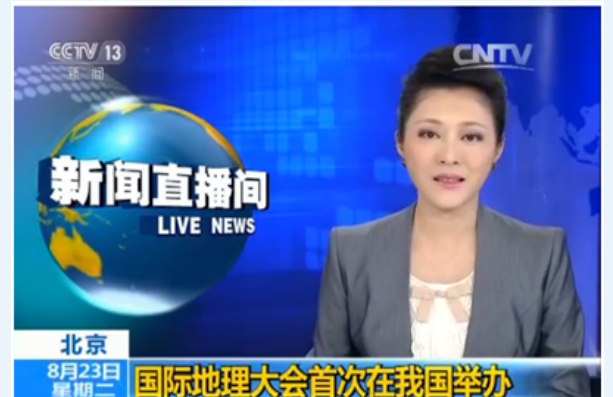 CCTV 13
新闻
CNTV
新闻直播间
LIVE NEWS
北京
8月23日
星期二
国际地理大会首次在我国举办